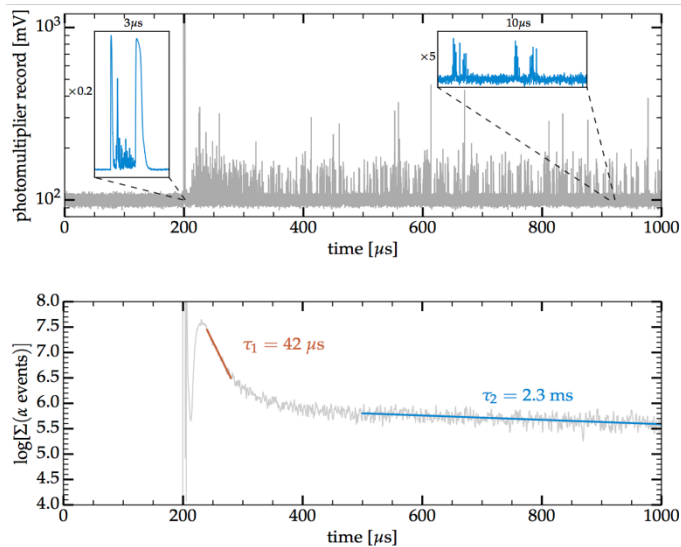 3µs
10µs
×0.2
×5
10³
10²
photomultiplier record [mV]
0 200 400 600 800 1000
time [µs]
8.0
7.5
7.0
6.5
6.0
5.5
5.0
4.5
4.0
log[Σ(α events)]
τ₁ = 42 µs
τ₂ = 2.3 ms
0 200 400 600 800 1000
time [µs]